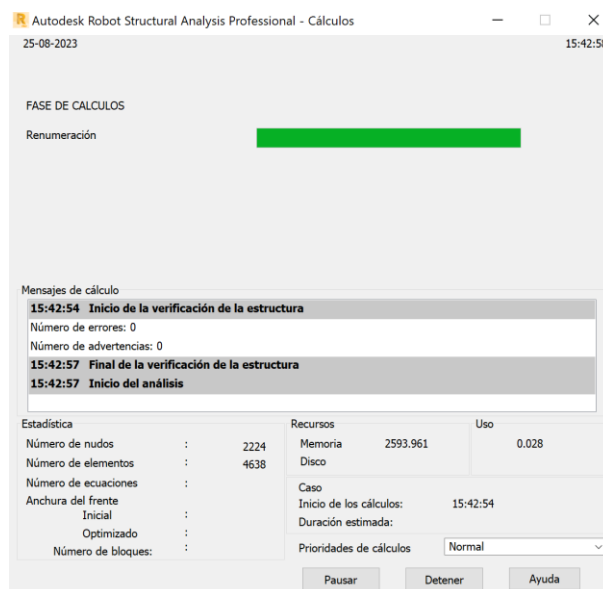 Autodesk Robot Structural Analysis Professional - Cálculos
25-08-2023 15:42:58
FASE DE CALCULOS
Renumeración
Mensajes de cálculo
15:42:54 Inicio de la verificación de la estructura
Número de errores: 0
Número de advertencias: 0
15:42:57 Final de la verificación de la estructura
15:42:57 Inicio del análisis
Estadística
Número de nudos : 2224
Número de elementos : 4638
Número de ecuaciones :
Anchura del frente
Inicial :
Optimizado :
Número de bloques: :
Recursos Uso
Memoria 2593.961 0.028
Disco
Caso
Inicio de los cálculos: 15:42:54
Duración estimada:
Prioridades de cálculos Normal
Pausar Detener Ayuda